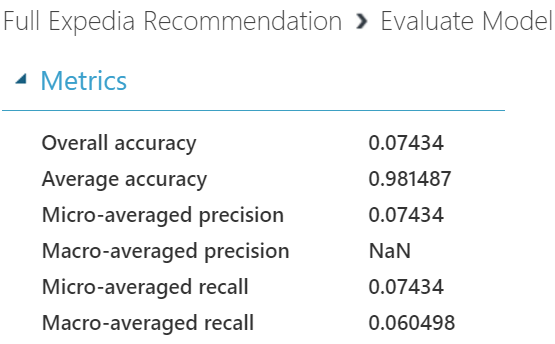 Full Expedia Recommendation › Evaluate Model
Metrics
Overall accuracy 0.07434
Average accuracy 0.981487
Micro-averaged precision 0.07434
Macro-averaged precision NaN
Micro-averaged recall 0.07434
Macro-averaged recall 0.060498